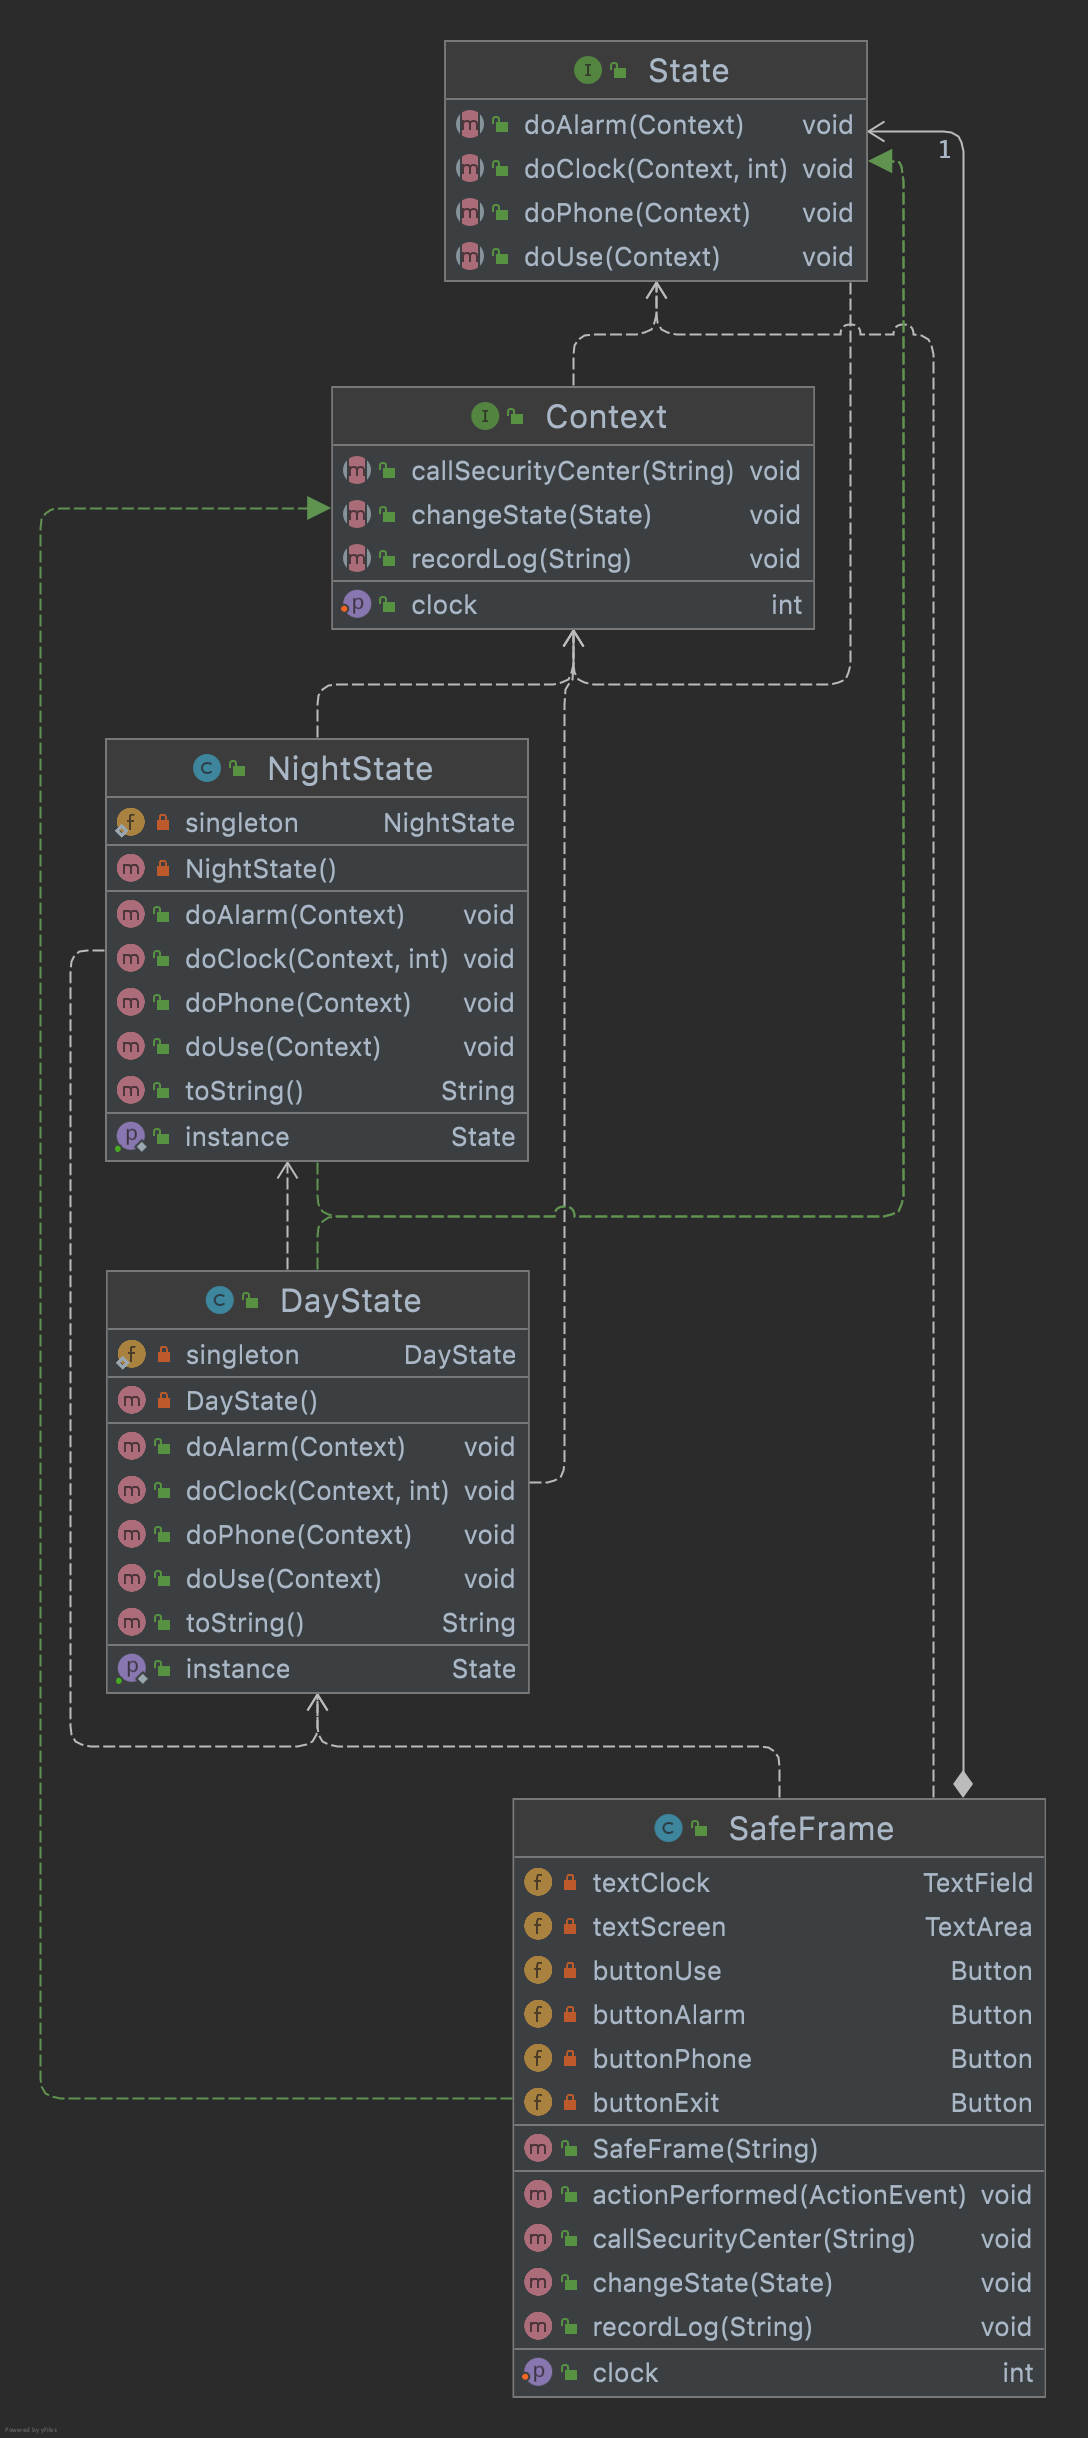 State
doAlarm(Context) void
doClock(Context, int) void
doPhone(Context) void
doUse(Context) void
1
Context
callSecurityCenter(String) void
changeState(State) void
recordLog(String) void
clock int
NightState
singleton NightState
NightState()
doAlarm(Context) void
doClock(Context, int) void
doPhone(Context) void
doUse(Context) void
toString() String
instance State
DayState
singleton DayState
DayState()
doAlarm(Context) void
doClock(Context, int) void
doPhone(Context) void
doUse(Context) void
toString() String
instance State
SafeFrame
textClock TextField
textScreen TextArea
buttonUse Button
buttonAlarm Button
buttonPhone Button
buttonExit Button
SafeFrame(String)
actionPerformed(ActionEvent) void
callSecurityCenter(String) void
changeState(State) void
recordLog(String) void
clock int
Powered by yFiles